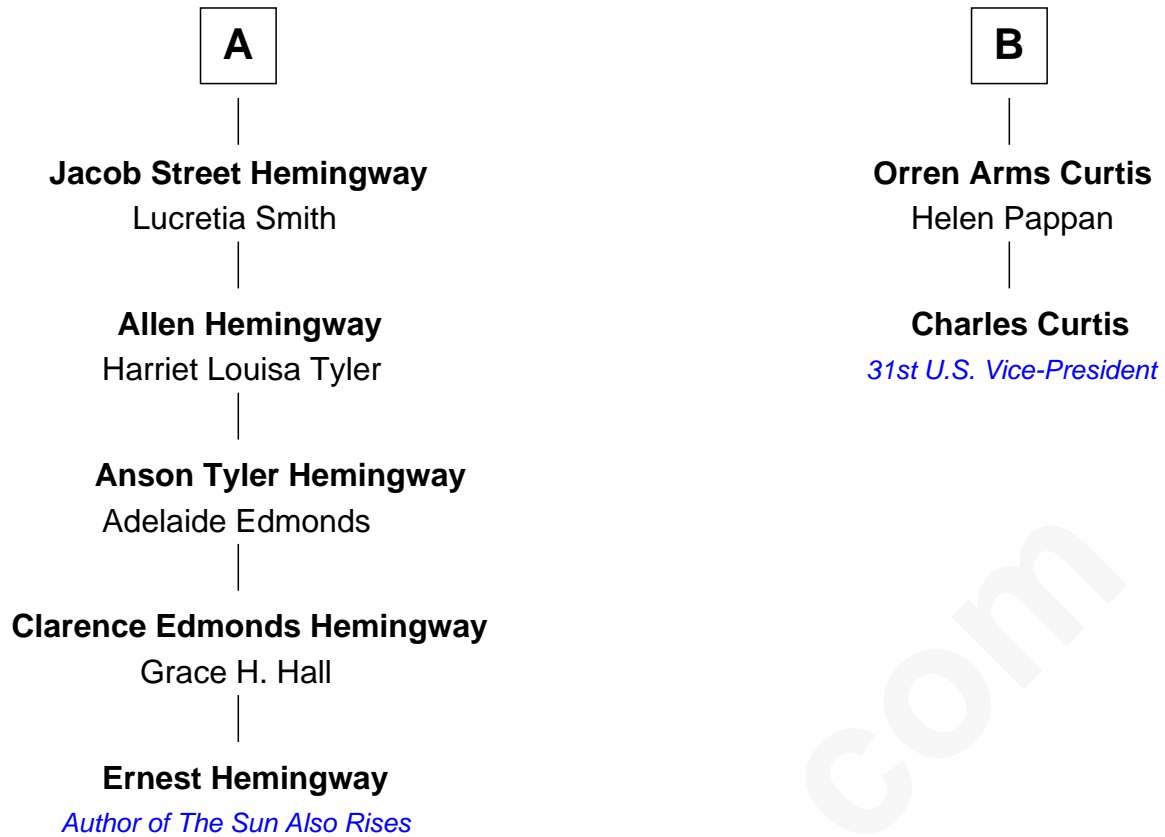 A
Jacob Street Hemingway
Lucretia Smith
Allen Hemingway
Harriet Louisa Tyler
Anson Tyler Hemingway
Adelaide Edmonds
Clarence Edmonds Hemingway
Grace H. Hall
Ernest Hemingway
Author of The Sun Also Rises
B
Orren Arms Curtis
Helen Pappan
Charles Curtis
31st U.S. Vice-President
com